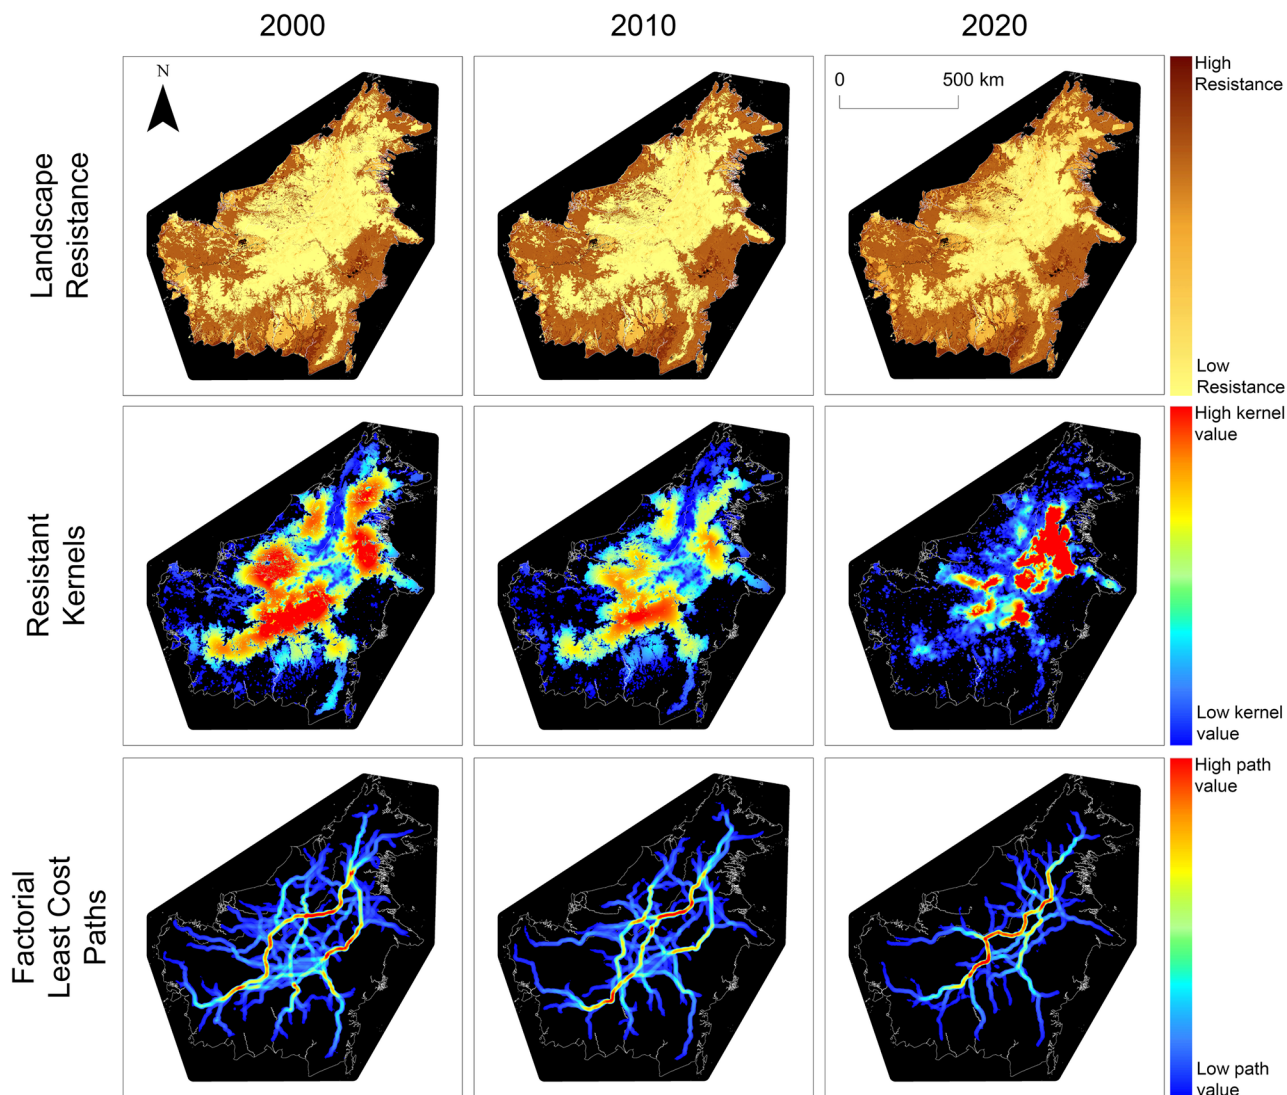 2000
2010
2020
N
0
500 km
High
Resistance
Landscape
Resistance
Low
Resistance
High kernel
value
Resistant
Kernels
Low kernel
value
High path
value
Factorial
Least Cost
Paths
Low path
value